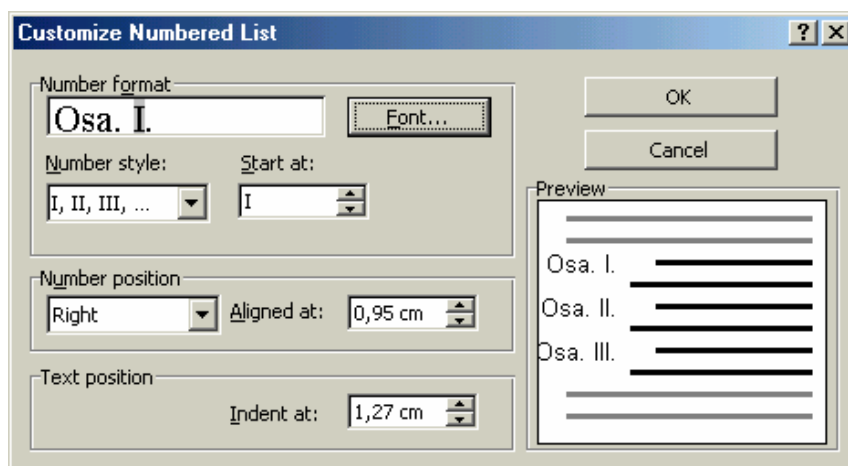 Customize Numbered List
Number format
Osa. I.
Font...
Number style:
Start at:
I, II, III, ...
I
Number position
Right
Aligned at:
0,95 cm
Text position
Indent at:
1,27 cm
OK
Cancel
Preview
Osa. I.
Osa. II.
Osa. III.